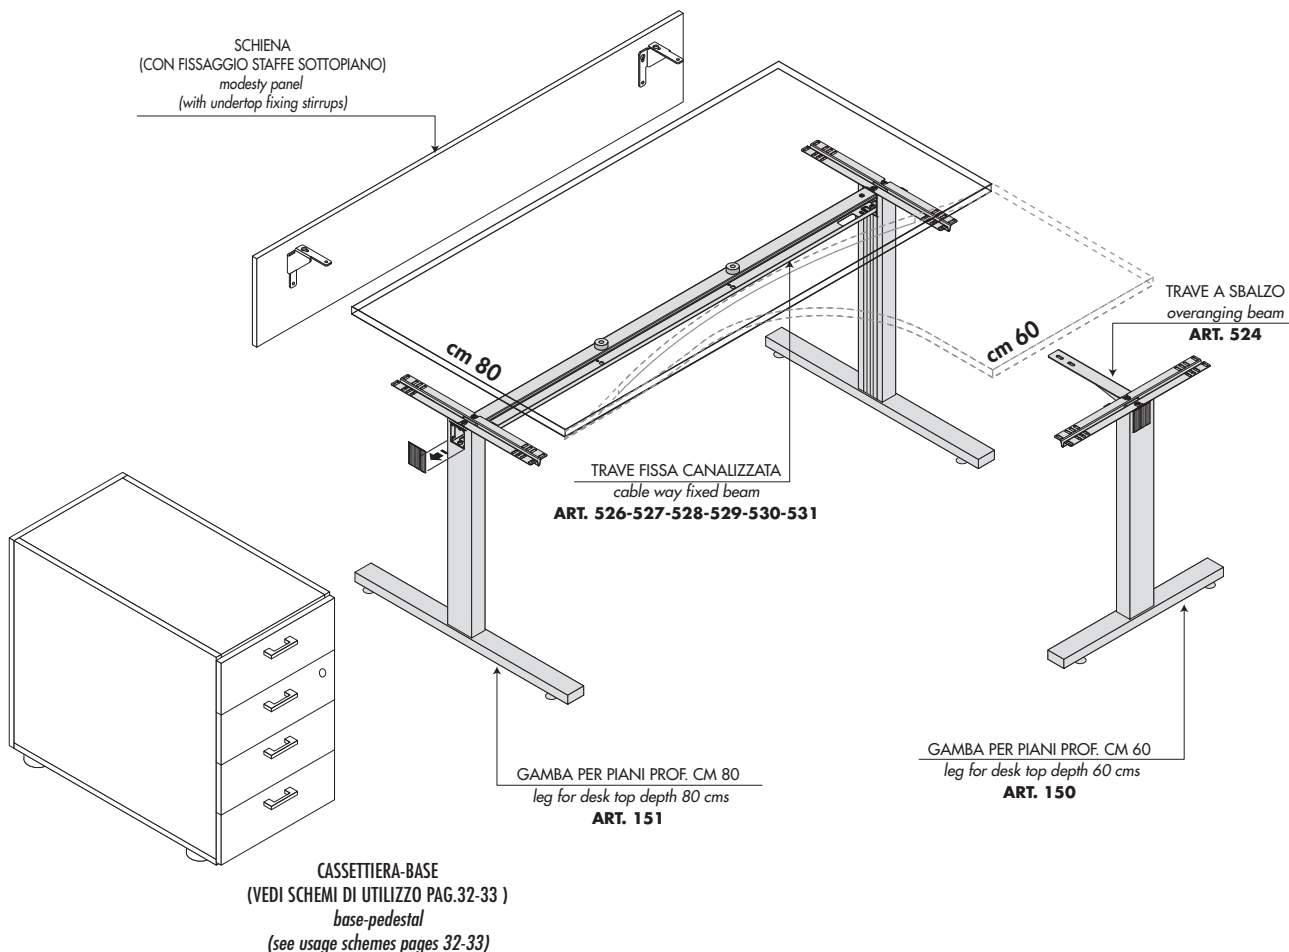 SCHIENA
(CON FISSAGGIO STAFFE SOTTOPIANO)
modesty panel
(with undertop fixing stirrups)
cm 80
cm 60
TRAVE A SBALZO
overanging beam
ART. 524
TRAVE FISSA CANALIZZATA
cable way fixed beam
ART. 526-527-528-529-530-531
GAMBA PER PIANI PROF. CM 80
leg for desk top depth 80 cms
ART. 151
GAMBA PER PIANI PROF. CM 60
leg for desk top depth 60 cms
ART. 150
CASSETTIERA-BASE
(VEDI SCHEMI DI UTILIZZO PAG.32-33 )
base-pedestal
(see usage schemes pages 32-33)